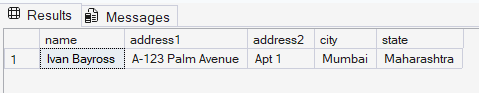 Results Messages
name address1 address2 city state
1 Ivan Bayross A-123 Palm Avenue Apt 1 Mumbai Maharashtra